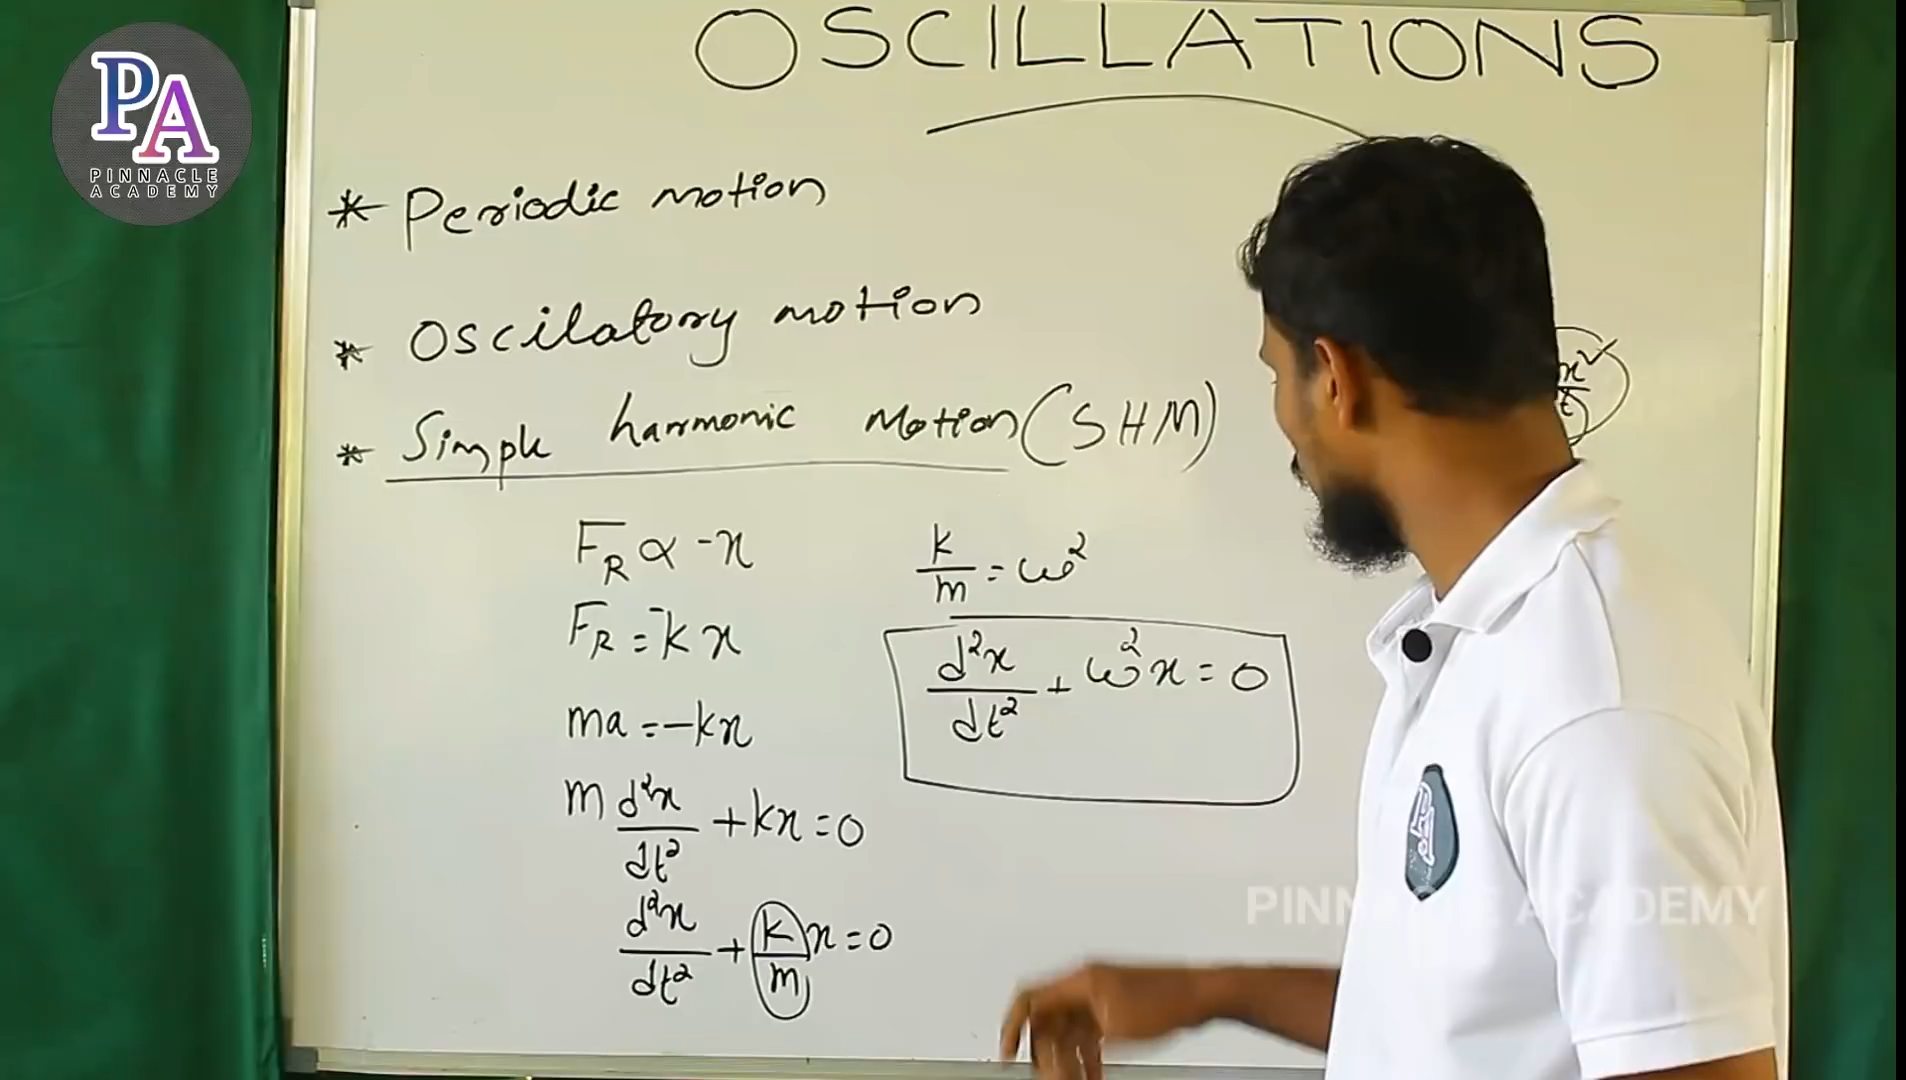 PA
PINNACLE
ACADEMY
OSCILLATIONS
* Periodic motion
* Oscilatory motion
* Simple harmonic Motion (SHM)
F_R ∝ -x
F_R = -kx
ma = -kx
m d²x/dt² + kx = 0
d²x/dt² + k/m x = 0
k/m = ω²
d²x/dt² + ω²x = 0
PINNACLE ACADEMY